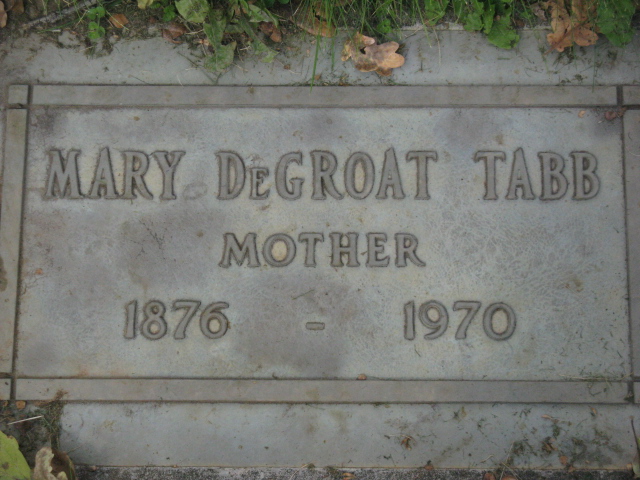 MARY DeGROAT TABB
MOTHER
1876 - 1970